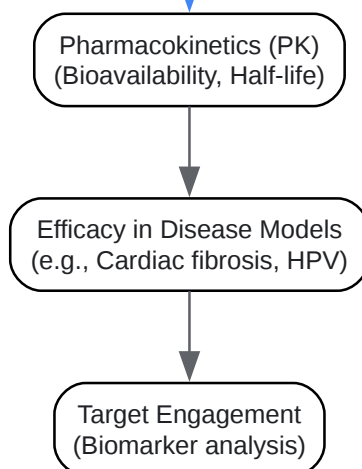 Pharmacokinetics (PK)
(Bioavailability, Half-life)
Efficacy in Disease Models
(e.g., Cardiac fibrosis, HPV)
Target Engagement
(Biomarker analysis)